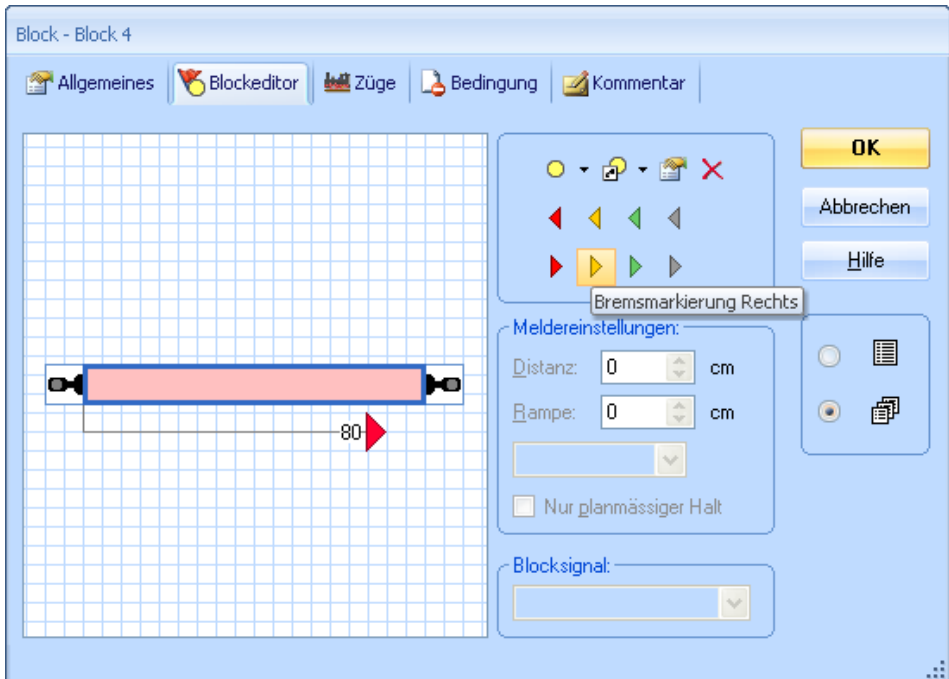 Block - Block 4
Allgemeines Blockeditor Züge Bedingung Kommentar
OK
Abbrechen
Hilfe
Bremsmarkierung Rechts
Meldereinstellungen:
Distanz: 0 cm
Rampe: 0 cm
80
Nur planmässiger Halt
Blocksignal: